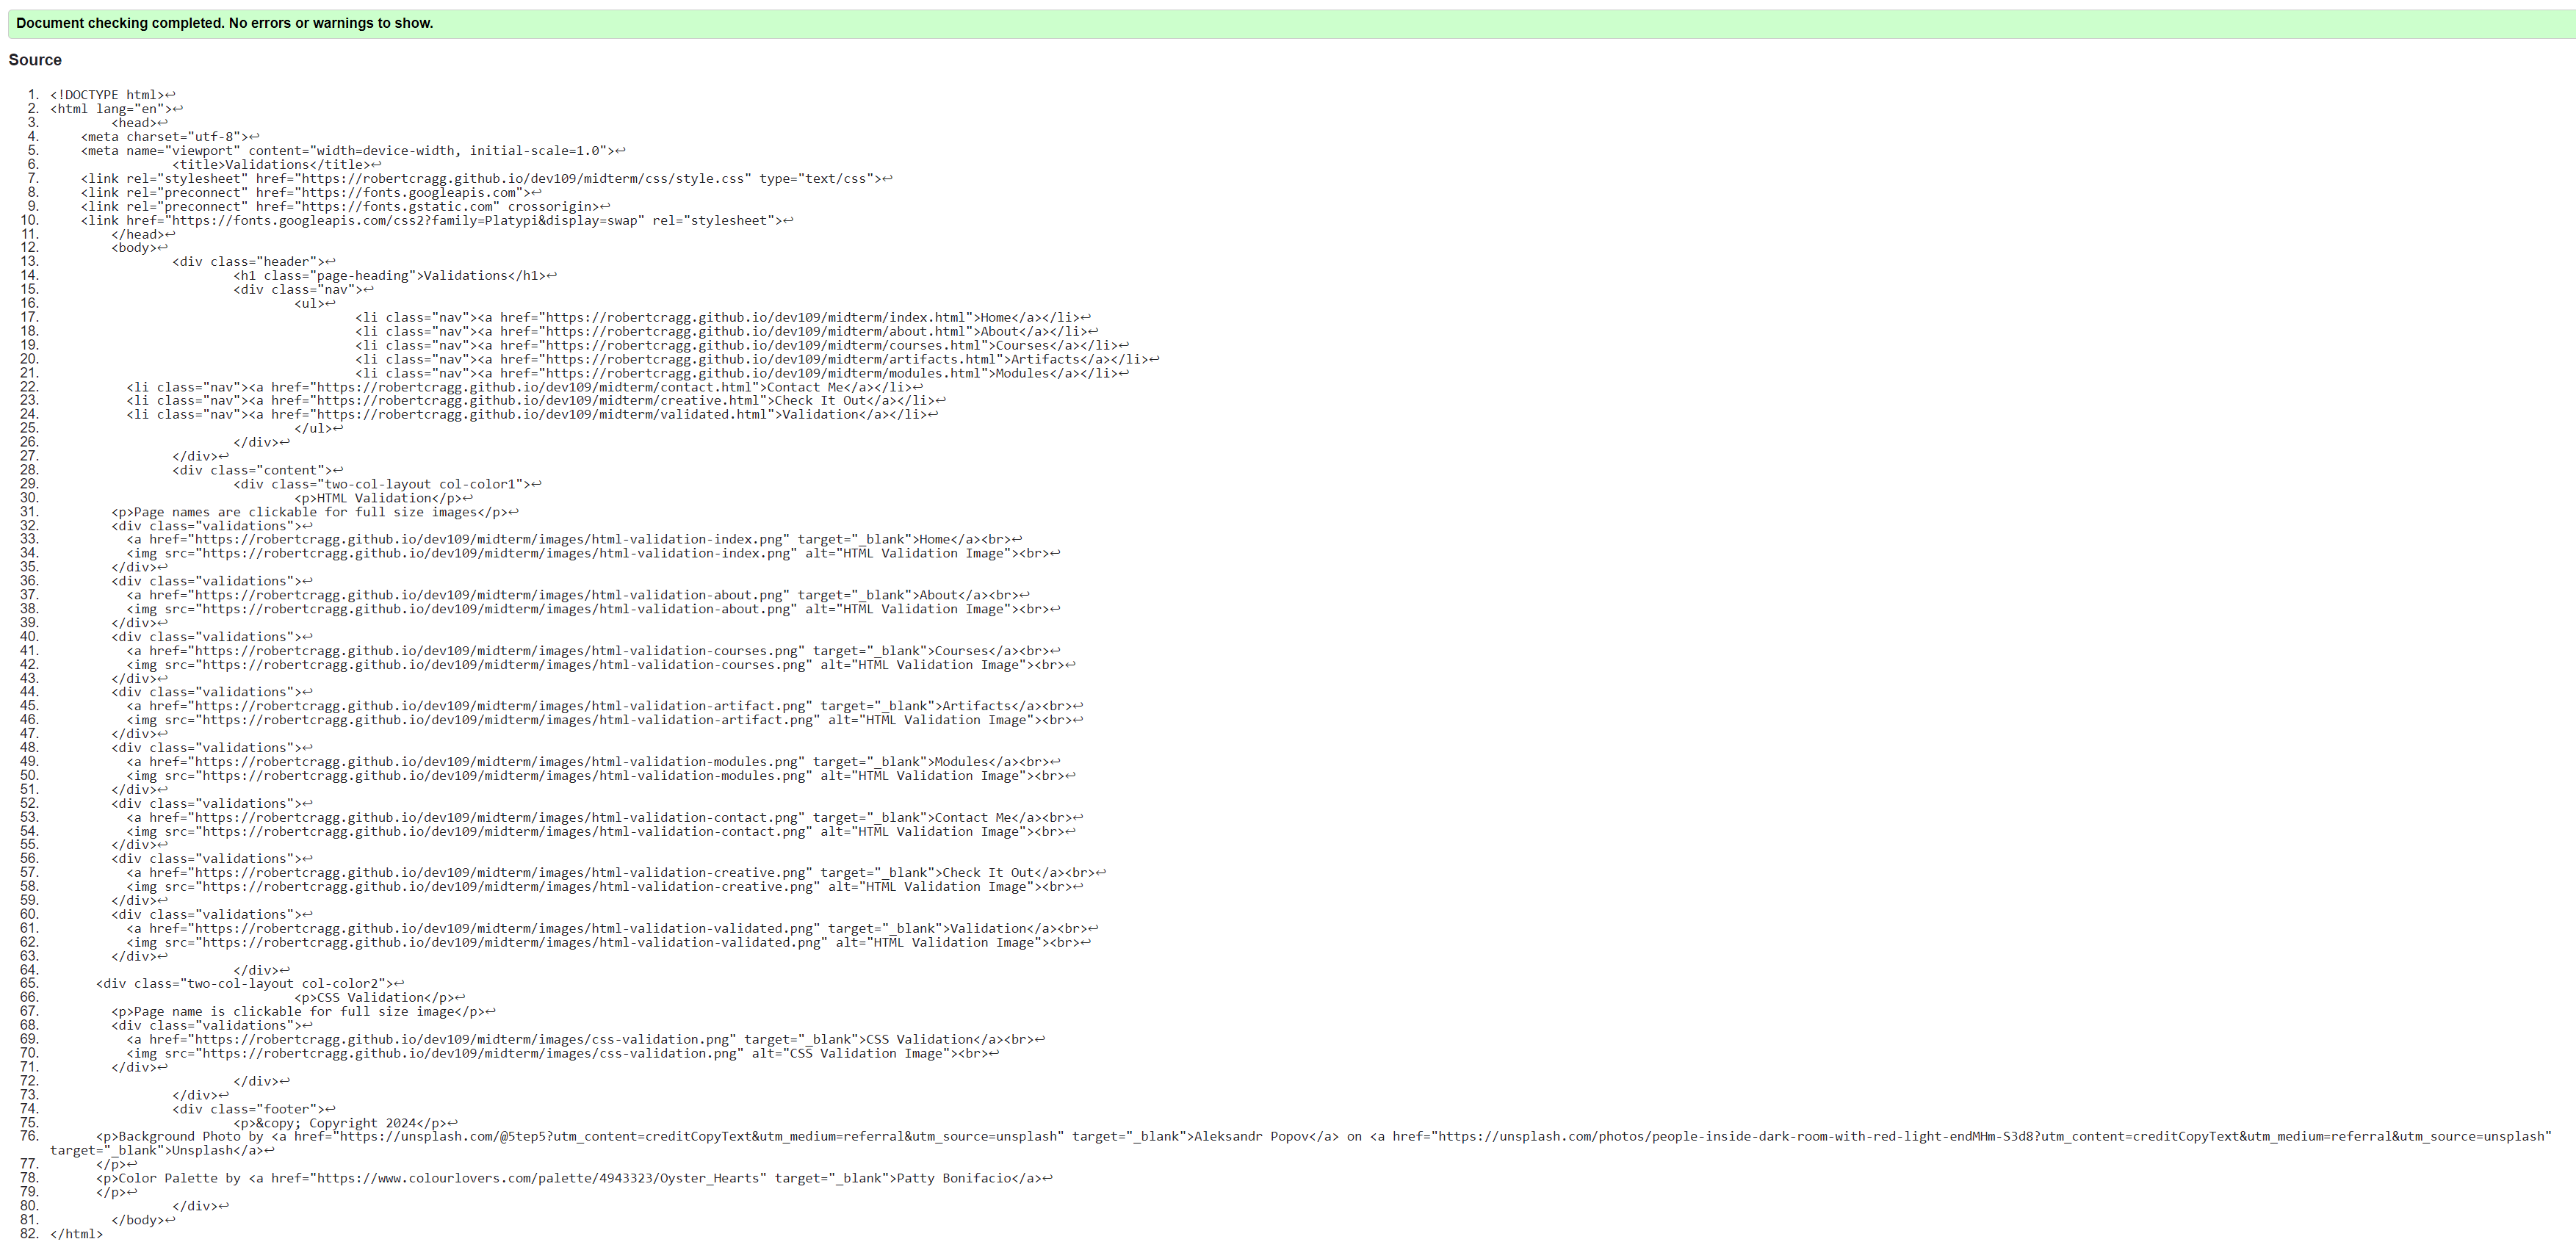 Document checking completed. No errors or warnings to show.
Source
1. <!DOCTYPE html>↩
2. <html lang="en">↩
3. <head>↩
4. <meta charset="utf-8">↩
5. <meta name="viewport" content="width=device-width, initial-scale=1.0">↩
6. <title>Validations</title>↩
7. <link rel="stylesheet" href="https://robertcragg.github.io/dev109/midterm/css/style.css" type="text/css">↩
8. <link rel="preconnect" href="https://fonts.googleapis.com">↩
9. <link rel="preconnect" href="https://fonts.gstatic.com" crossorigin>↩
10. <link href="https://fonts.googleapis.com/css2?family=Platypi&display=swap" rel="stylesheet">↩
11. </head>↩
12. <body>↩
13. <div class="header">↩
14. <h1 class="page-heading">Validations</h1>↩
15. <div class="nav">↩
16. <ul>↩
17. <li class="nav"><a href="https://robertcragg.github.io/dev109/midterm/index.html">Home</a></li>↩
18. <li class="nav"><a href="https://robertcragg.github.io/dev109/midterm/about.html">About</a></li>↩
19. <li class="nav"><a href="https://robertcragg.github.io/dev109/midterm/courses.html">Courses</a></li>↩
20. <li class="nav"><a href="https://robertcragg.github.io/dev109/midterm/artifacts.html">Artifacts</a></li>↩
21. <li class="nav"><a href="https://robertcragg.github.io/dev109/midterm/modules.html">Modules</a></li>↩
22. <li class="nav"><a href="https://robertcragg.github.io/dev109/midterm/contact.html">Contact Me</a></li>↩
23. <li class="nav"><a href="https://robertcragg.github.io/dev109/midterm/creative.html">Check It Out</a></li>↩
24. <li class="nav"><a href="https://robertcragg.github.io/dev109/midterm/validated.html">Validation</a></li>↩
25. </ul>↩
26. </div>↩
27. </div>↩
28. <div class="content">↩
29. <div class="two-col-layout col-color1">↩
30. <p>HTML Validation</p>↩
31. <p>Page names are clickable for full size images</p>↩
32. <div class="validations">↩
33. <a href="https://robertcragg.github.io/dev109/midterm/images/html-validation-index.png" target="_blank">Home</a><br>↩
34. <img src="https://robertcragg.github.io/dev109/midterm/images/html-validation-index.png" alt="HTML Validation Image"><br>↩
35. </div>↩
36. <div class="validations">↩
37. <a href="https://robertcragg.github.io/dev109/midterm/images/html-validation-about.png" target="_blank">About</a><br>↩
38. <img src="https://robertcragg.github.io/dev109/midterm/images/html-validation-about.png" alt="HTML Validation Image"><br>↩
39. </div>↩
40. <div class="validations">↩
41. <a href="https://robertcragg.github.io/dev109/midterm/images/html-validation-courses.png" target="_blank">Courses</a><br>↩
42. <img src="https://robertcragg.github.io/dev109/midterm/images/html-validation-courses.png" alt="HTML Validation Image"><br>↩
43. </div>↩
44. <div class="validations">↩
45. <a href="https://robertcragg.github.io/dev109/midterm/images/html-validation-artifact.png" target="_blank">Artifacts</a><br>↩
46. <img src="https://robertcragg.github.io/dev109/midterm/images/html-validation-artifact.png" alt="HTML Validation Image"><br>↩
47. </div>↩
48. <div class="validations">↩
49. <a href="https://robertcragg.github.io/dev109/midterm/images/html-validation-modules.png" target="_blank">Modules</a><br>↩
50. <img src="https://robertcragg.github.io/dev109/midterm/images/html-validation-modules.png" alt="HTML Validation Image"><br>↩
51. </div>↩
52. <div class="validations">↩
53. <a href="https://robertcragg.github.io/dev109/midterm/images/html-validation-contact.png" target="_blank">Contact Me</a><br>↩
54. <img src="https://robertcragg.github.io/dev109/midterm/images/html-validation-contact.png" alt="HTML Validation Image"><br>↩
55. </div>↩
56. <div class="validations">↩
57. <a href="https://robertcragg.github.io/dev109/midterm/images/html-validation-creative.png" target="_blank">Check It Out</a><br>↩
58. <img src="https://robertcragg.github.io/dev109/midterm/images/html-validation-creative.png" alt="HTML Validation Image"><br>↩
59. </div>↩
60. <div class="validations">↩
61. <a href="https://robertcragg.github.io/dev109/midterm/images/html-validation-validated.png" target="_blank">Validation</a><br>↩
62. <img src="https://robertcragg.github.io/dev109/midterm/images/html-validation-validated.png" alt="HTML Validation Image"><br>↩
63. </div>↩
64. </div>↩
65. <div class="two-col-layout col-color2">↩
66. <p>CSS Validation</p>↩
67. <p>Page name is clickable for full size image</p>↩
68. <div class="validations">↩
69. <a href="https://robertcragg.github.io/dev109/midterm/images/css-validation.png" target="_blank">CSS Validation</a><br>↩
70. <img src="https://robertcragg.github.io/dev109/midterm/images/css-validation.png" alt="CSS Validation Image"><br>↩
71. </div>↩
72. </div>↩
73. </div>↩
74. <div class="footer">↩
75. <p>&copy; Copyright 2024</p>↩
76. <p>Background Photo by <a href="https://unsplash.com/@5tep5?utm_content=creditCopyText&utm_medium=referral&utm_source=unsplash" target="_blank">Aleksandr Popov</a> on <a href="https://unsplash.com/photos/people-inside-dark-room-with-red-light-endMHm-S3d8?utm_content=creditCopyText&utm_medium=referral&utm_source=unsplash"
target="_blank">Unsplash</a>↩
77. </p>↩
78. <p>Color Palette by <a href="https://www.colourlovers.com/palette/4943323/Oyster_Hearts" target="_blank">Patty Bonifacio</a>↩
79. </p>↩
80. </div>↩
81. </body>↩
82. </html>